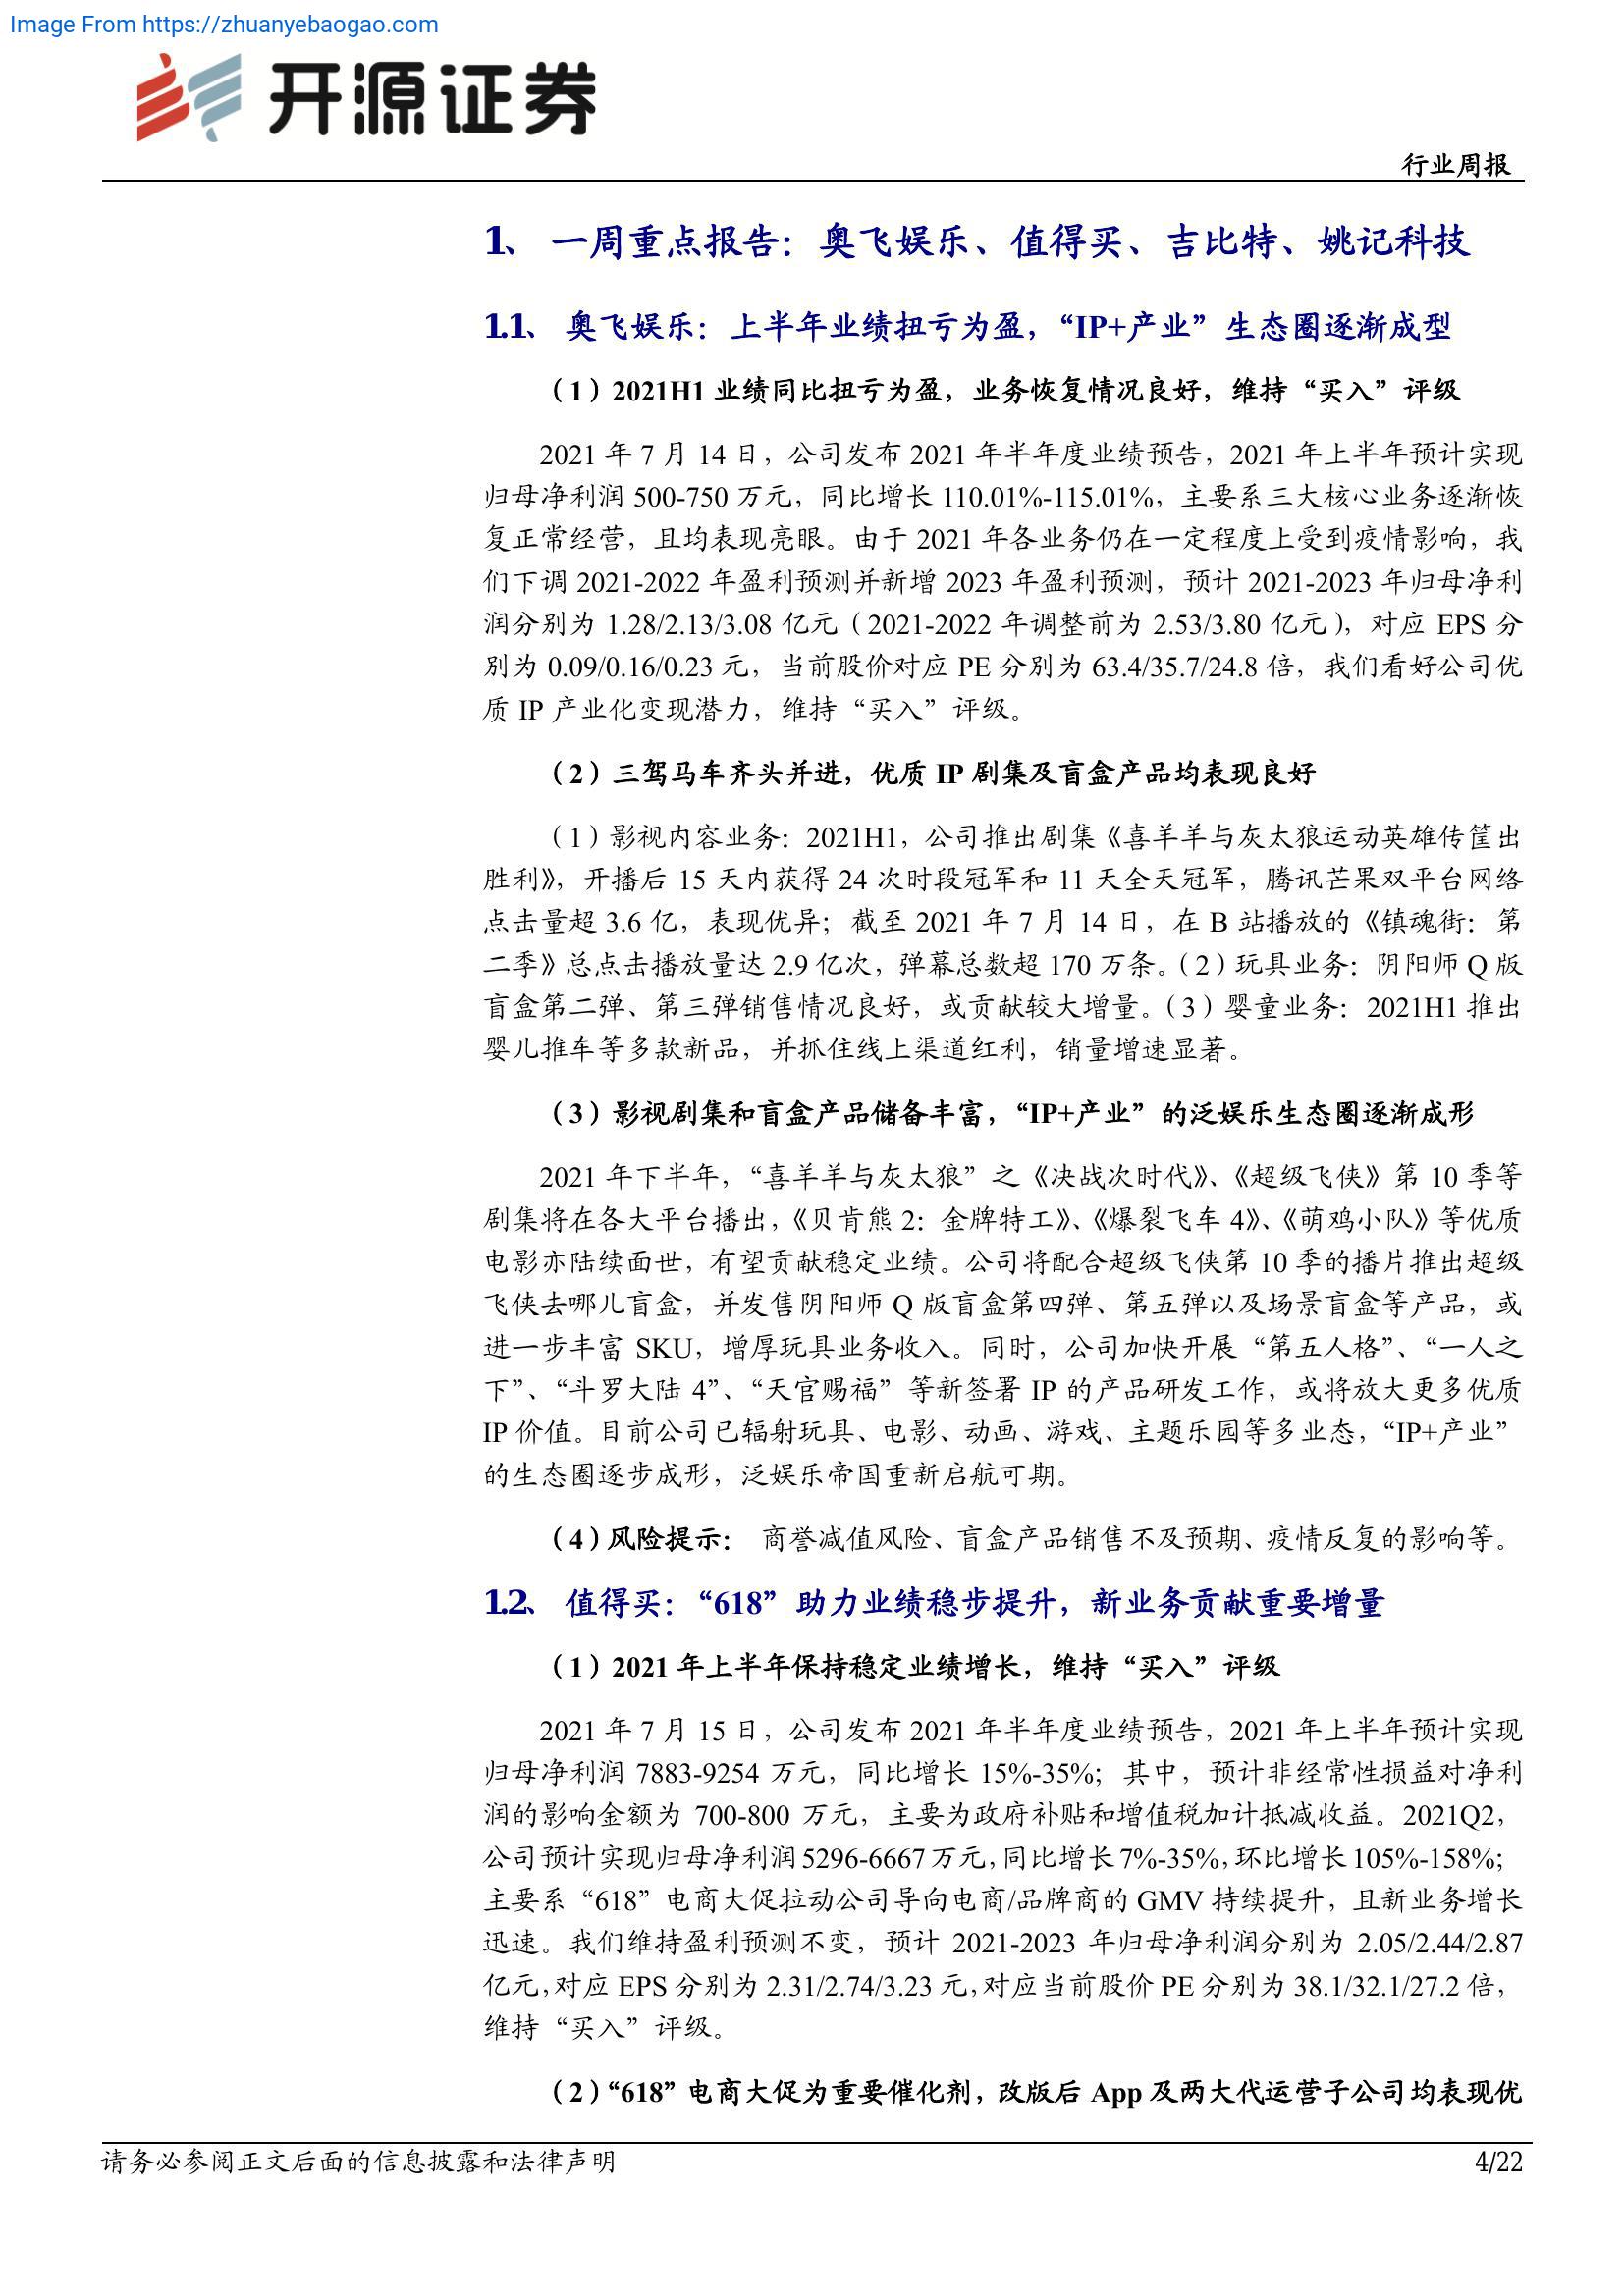 Image From https://zhuanyebaogao.com
开源证券
行业周报
1、 一周重点报告：奥飞娱乐、值得买、吉比特、姚记科技
1.1、 奥飞娱乐：上半年业绩扭亏为盈，“IP+产业”生态圈逐渐成型
（1）2021H1 业绩同比扭亏为盈，业务恢复情况良好，维持“买入”评级
2021 年 7 月 14 日，公司发布 2021 年半年度业绩预告，2021 年上半年预计实现
归母净利润 500-750 万元，同比增长 110.01%-115.01%，主要系三大核心业务逐渐恢
复正常经营，且均表现亮眼。由于 2021 年各业务仍在一定程度上受到疫情影响，我
们下调 2021-2022 年盈利预测并新增 2023 年盈利预测，预计 2021-2023 年归母净利
润分别为 1.28/2.13/3.08 亿元（2021-2022 年调整前为 2.53/3.80 亿元），对应 EPS 分
别为 0.09/0.16/0.23 元，当前股价对应 PE 分别为 63.4/35.7/24.8 倍，我们看好公司优
质 IP 产业化变现潜力，维持“买入”评级。
（2）三驾马车齐头并进，优质 IP 剧集及盲盒产品均表现良好
（1）影视内容业务：2021H1，公司推出剧集《喜羊羊与灰太狼运动英雄传筐出
胜利》，开播后 15 天内获得 24 次时段冠军和 11 天全天冠军，腾讯芒果双平台网络
点击量超 3.6 亿，表现优异；截至 2021 年 7 月 14 日，在 B 站播放的《镇魂街：第
二季》总点击播放量达 2.9 亿次，弹幕总数超 170 万条。（2）玩具业务：阴阳师 Q 版
盲盒第二弹、第三弹销售情况良好，或贡献较大增量。（3）婴童业务：2021H1 推出
婴儿推车等多款新品，并抓住线上渠道红利，销量增速显著。
（3）影视剧集和盲盒产品储备丰富，“IP+产业”的泛娱乐生态圈逐渐成形
2021 年下半年，“喜羊羊与灰太狼”之《决战次时代》、《超级飞侠》第 10 季等
剧集将在各大平台播出，《贝肯熊 2：金牌特工》、《爆裂飞车 4》、《萌鸡小队》等优质
电影亦陆续面世，有望贡献稳定业绩。公司将配合超级飞侠第 10 季的播片推出超级
飞侠去哪儿盲盒，并发售阴阳师 Q 版盲盒第四弹、第五弹以及场景盲盒等产品，或
进一步丰富 SKU，增厚玩具业务收入。同时，公司加快开展“第五人格”、“一人之
下”、“斗罗大陆 4”、“天官赐福”等新签署 IP 的产品研发工作，或将放大更多优质
IP 价值。目前公司已辐射玩具、电影、动画、游戏、主题乐园等多业态，“IP+产业”
的生态圈逐步成形，泛娱乐帝国重新启航可期。
（4）风险提示： 商誉减值风险、盲盒产品销售不及预期、疫情反复的影响等。
1.2、 值得买：“618”助力业绩稳步提升，新业务贡献重要增量
（1）2021 年上半年保持稳定业绩增长，维持“买入”评级
2021 年 7 月 15 日，公司发布 2021 年半年度业绩预告，2021 年上半年预计实现
归母净利润 7883-9254 万元，同比增长 15%-35%；其中，预计非经常性损益对净利
润的影响金额为 700-800 万元，主要为政府补贴和增值税加计抵减收益。2021Q2，
公司预计实现归母净利润 5296-6667 万元，同比增长 7%-35%，环比增长 105%-158%；
主要系“618”电商大促拉动公司导向电商/品牌商的 GMV 持续提升，且新业务增长
迅速。我们维持盈利预测不变，预计 2021-2023 年归母净利润分别为 2.05/2.44/2.87
亿元，对应 EPS 分别为 2.31/2.74/3.23 元，对应当前股价 PE 分别为 38.1/32.1/27.2 倍，
维持“买入”评级。
（2）“618”电商大促为重要催化剂，改版后 App 及两大代运营子公司均表现优
请务必参阅正文后面的信息披露和法律声明
4/22